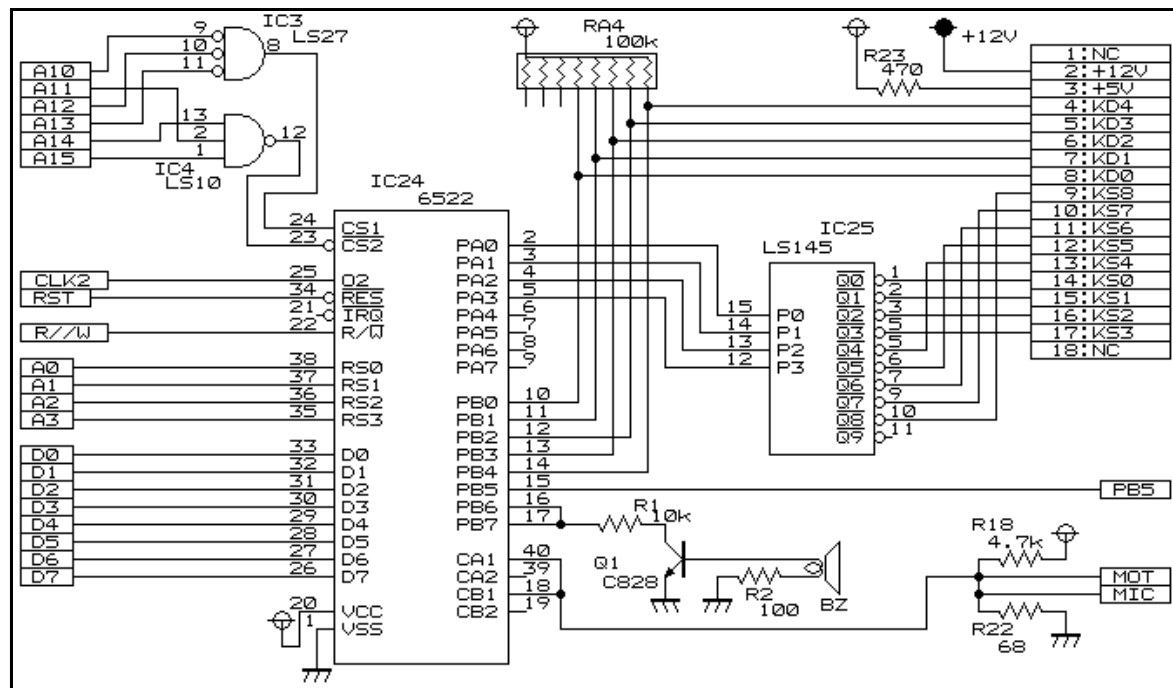 IC3
LS27
9
10
11
8
A10
A11
A12
A13
A14
A15
13
2
1
12
IC4
LS10
RA4
100k
R23
470
+12V
1:NC
2:+12V
3:+5V
4:KD4
5:KD3
6:KD2
7:KD1
8:KD0
9:KS8
10:KS7
11:KS6
12:KS5
13:KS4
14:KS0
15:KS1
16:KS2
17:KS3
18:NC
IC24
6522
24 CS1
23 CS2
CLK2 25 O2
RST 34 RES
21 IRQ
R//W 22 R/W
A0 38 RS0
A1 37 RS1
A2 36 RS2
A3 35 RS3
D0 33 D0
D1 32 D1
D2 31 D2
D3 30 D3
D4 29 D4
D5 28 D5
D6 27 D6
D7 26 D7
20 VCC
1 VSS
PA0 2
PA1 3
PA2 4
PA3 5
PA4 6
PA5 7
PA6 8
PA7 9
PB0 10
PB1 11
PB2 12
PB3 13
PB4 14
PB5 15
PB6 16
PB7 17
CA1 40
CA2 39
CB1 18
CB2 19
IC25
LS145
15 P0
14 P1
13 P2
12 P3
Q0 1
Q1 2
Q2 3
Q3 5
Q4 5
Q5 6
Q6 7
Q7 9
Q8 10
Q9 11
PB5
R1
10k
Q1
C828
R2
100
BZ
R18
4.7k
MOT
MIC
R22
68